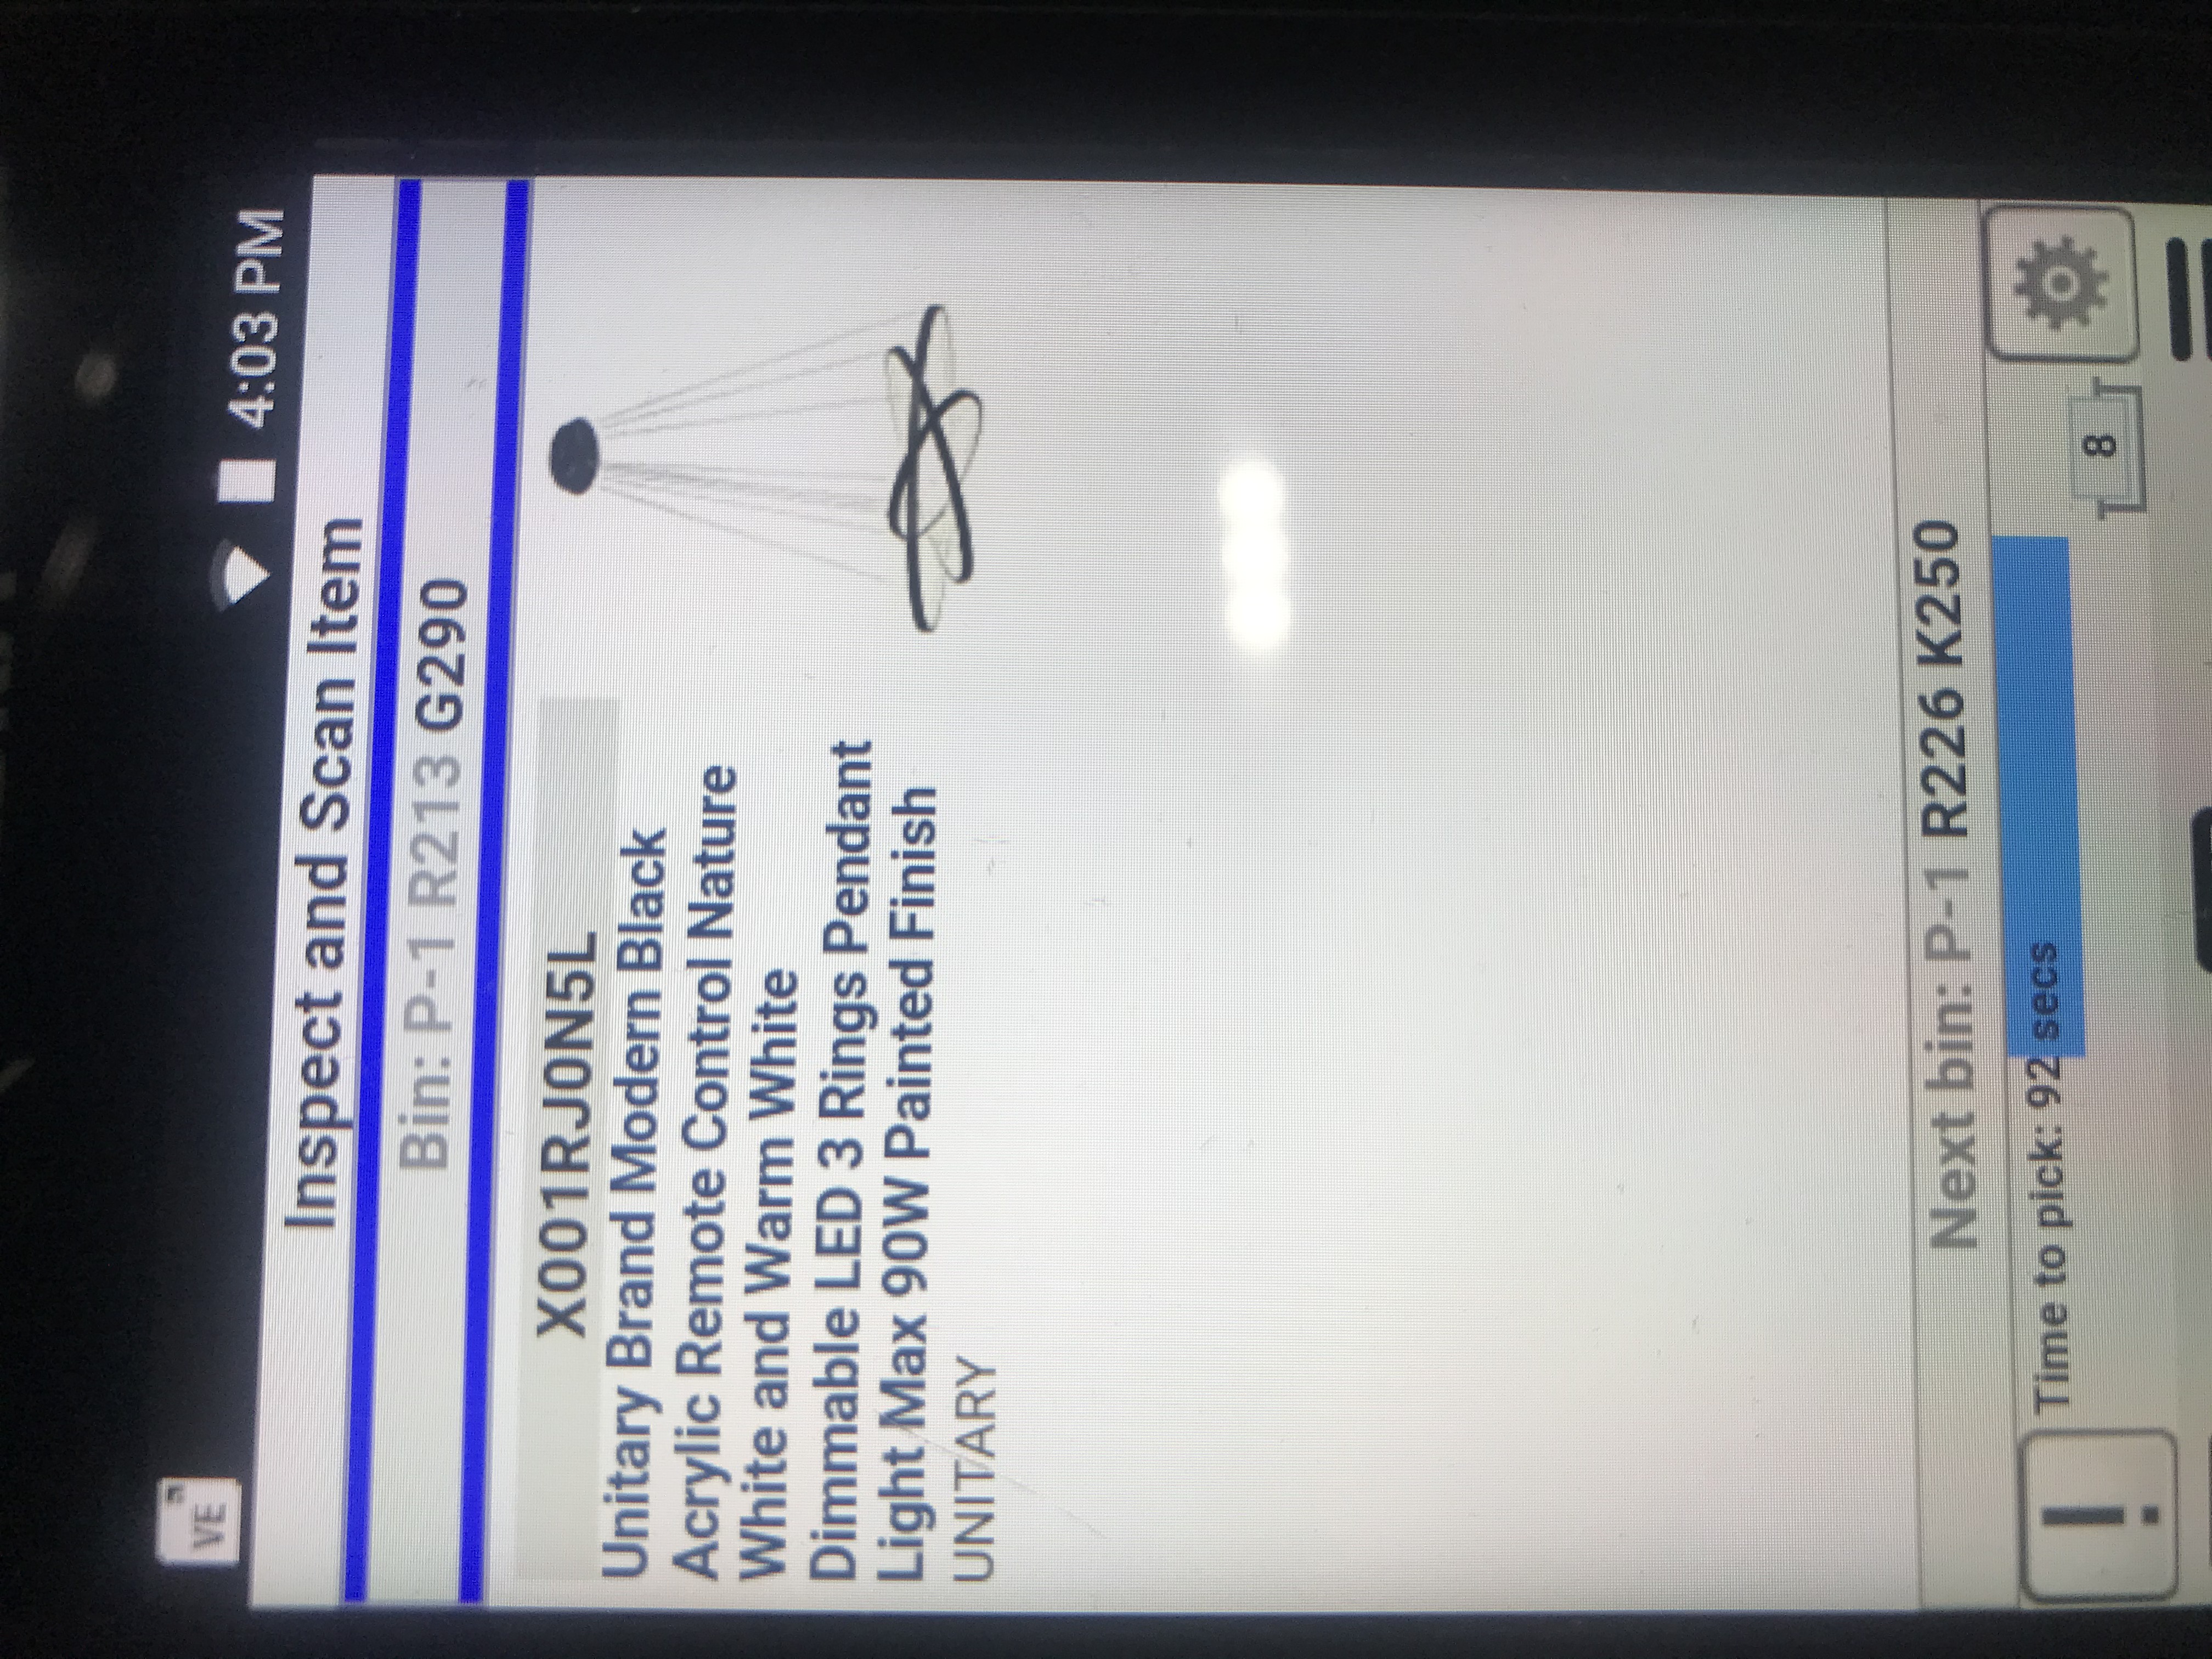 VE
4:03 PM
Inspect and Scan Item
Bin: P-1 R213 G290
X001RJ0N5L
Unitary Brand Modern Black
Acrylic Remote Control Nature
White and Warm White
Dimmable LED 3 Rings Pendant
Light Max 90W Painted Finish
UNITARY
Next bin: P-1 R226 K250
Time to pick: 92 secs
8